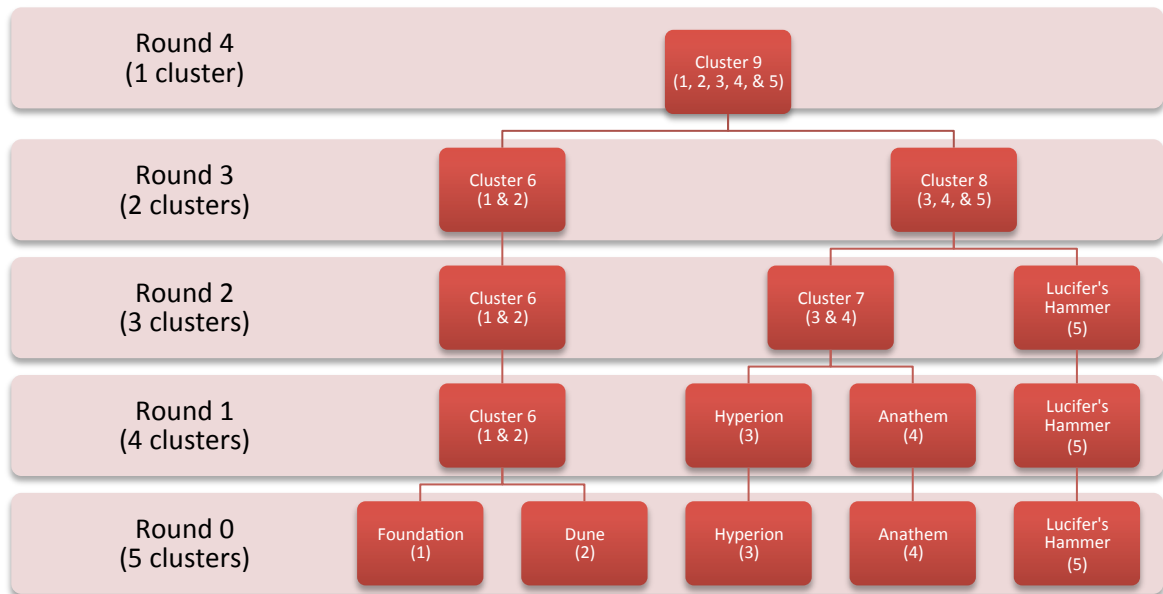 Round 4
(1 cluster)
Cluster 9
(1, 2, 3, 4, & 5)
Round 3
(2 clusters)
Cluster 6
(1 & 2)
Cluster 8
(3, 4, & 5)
Round 2
(3 clusters)
Cluster 6
(1 & 2)
Cluster 7
(3 & 4)
Lucifer's
Hammer
(5)
Round 1
(4 clusters)
Cluster 6
(1 & 2)
Hyperion
(3)
Anathem
(4)
Lucifer's
Hammer
(5)
Round 0
(5 clusters)
Foundation
(1)
Dune
(2)
Hyperion
(3)
Anathem
(4)
Lucifer's
Hammer
(5)